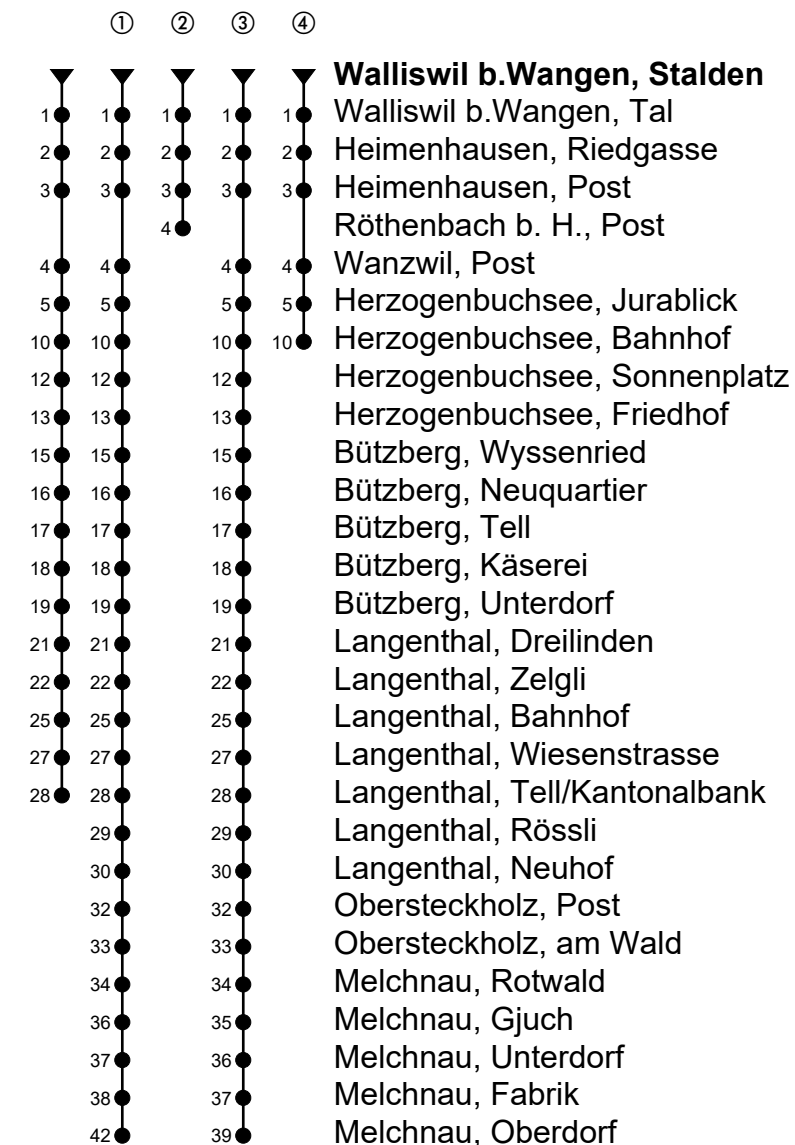 ① ② ③ ④
Walliswil b.Wangen, Stalden
1 1 1 1 1 Walliswil b.Wangen, Tal
2 2 2 2 2 Heimenhausen, Riedgasse
3 3 3 3 3 Heimenhausen, Post
4 Röthenbach b. H., Post
4 4 4 4 Wanzwil, Post
5 5 5 5 Herzogenbuchsee, Jurablick
10 10 10 10 Herzogenbuchsee, Bahnhof
12 12 12 Herzogenbuchsee, Sonnenplatz
13 13 13 Herzogenbuchsee, Friedhof
15 15 15 Bützberg, Wyssenried
16 16 16 Bützberg, Neuquartier
17 17 17 Bützberg, Tell
18 18 18 Bützberg, Käserei
19 19 19 Bützberg, Unterdorf
21 21 21 Langenthal, Dreilinden
22 22 22 Langenthal, Zelgli
25 25 25 Langenthal, Bahnhof
27 27 27 Langenthal, Wiesenstrasse
28 28 28 Langenthal, Tell/Kantonalbank
29 29 Langenthal, Rössli
30 30 Langenthal, Neuhof
32 32 Obersteckholz, Post
33 33 Obersteckholz, am Wald
34 34 Melchnau, Rotwald
36 35 Melchnau, Gjuch
37 36 Melchnau, Unterdorf
38 37 Melchnau, Fabrik
42 39 Melchnau, Oberdorf